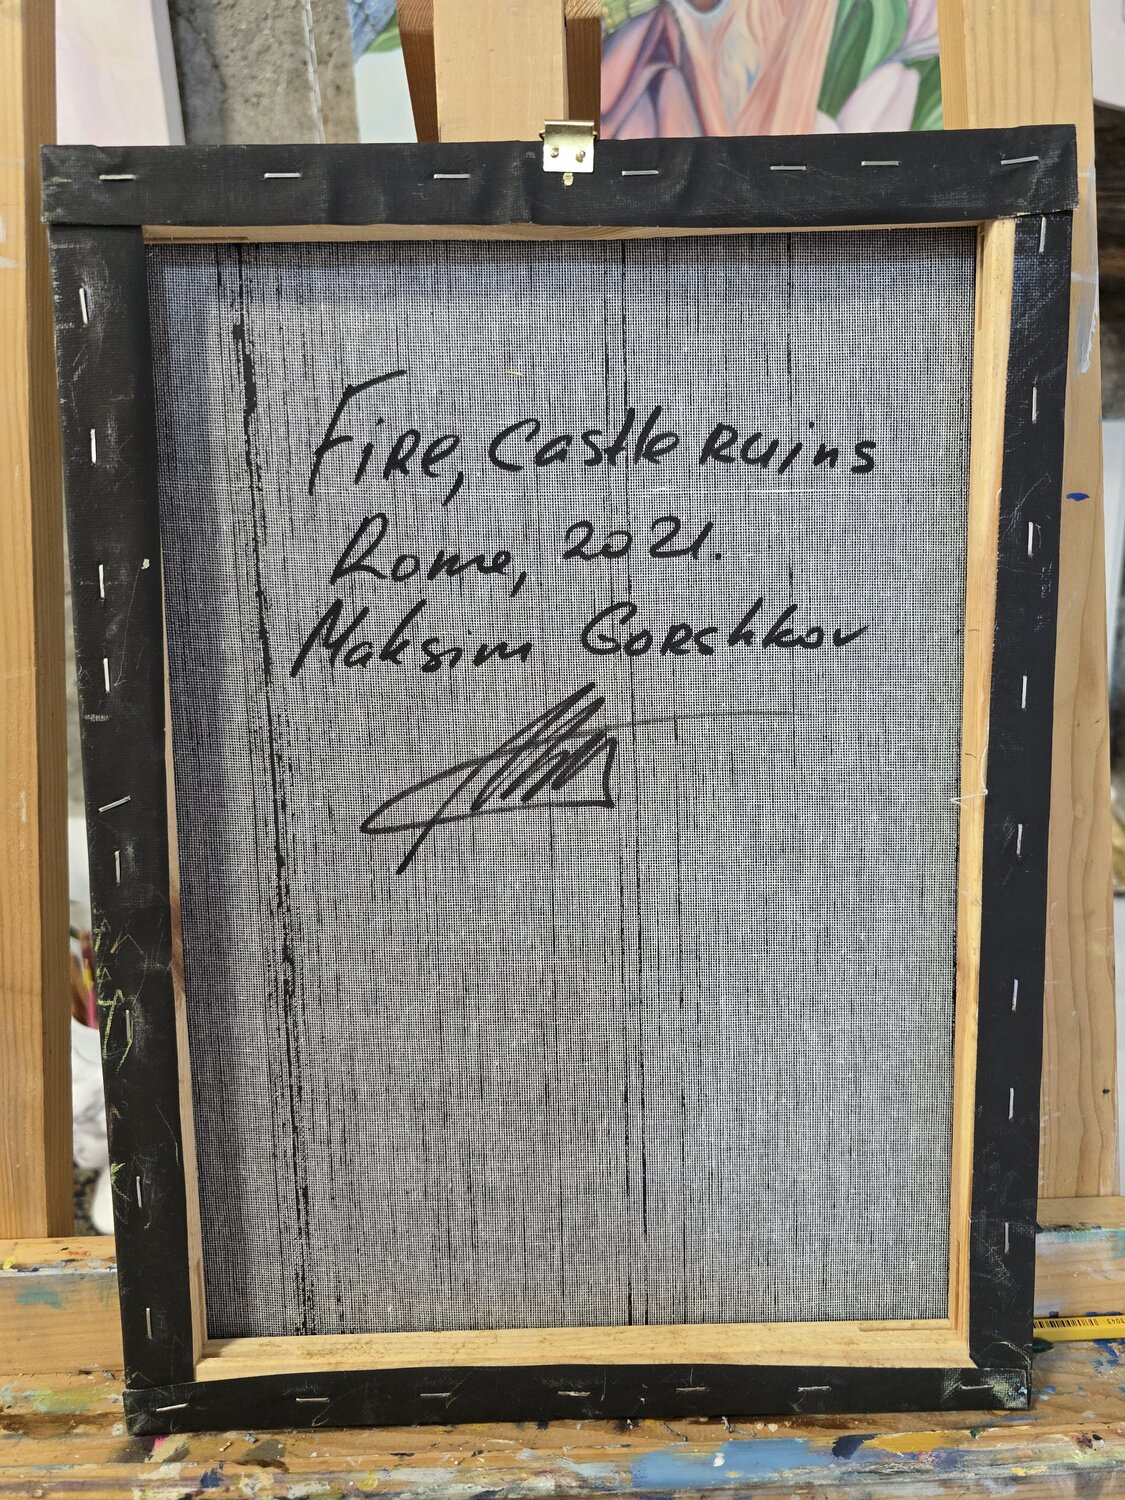 Fire, Castle ruins
Rome, 2021.
Maksim Gorshkov